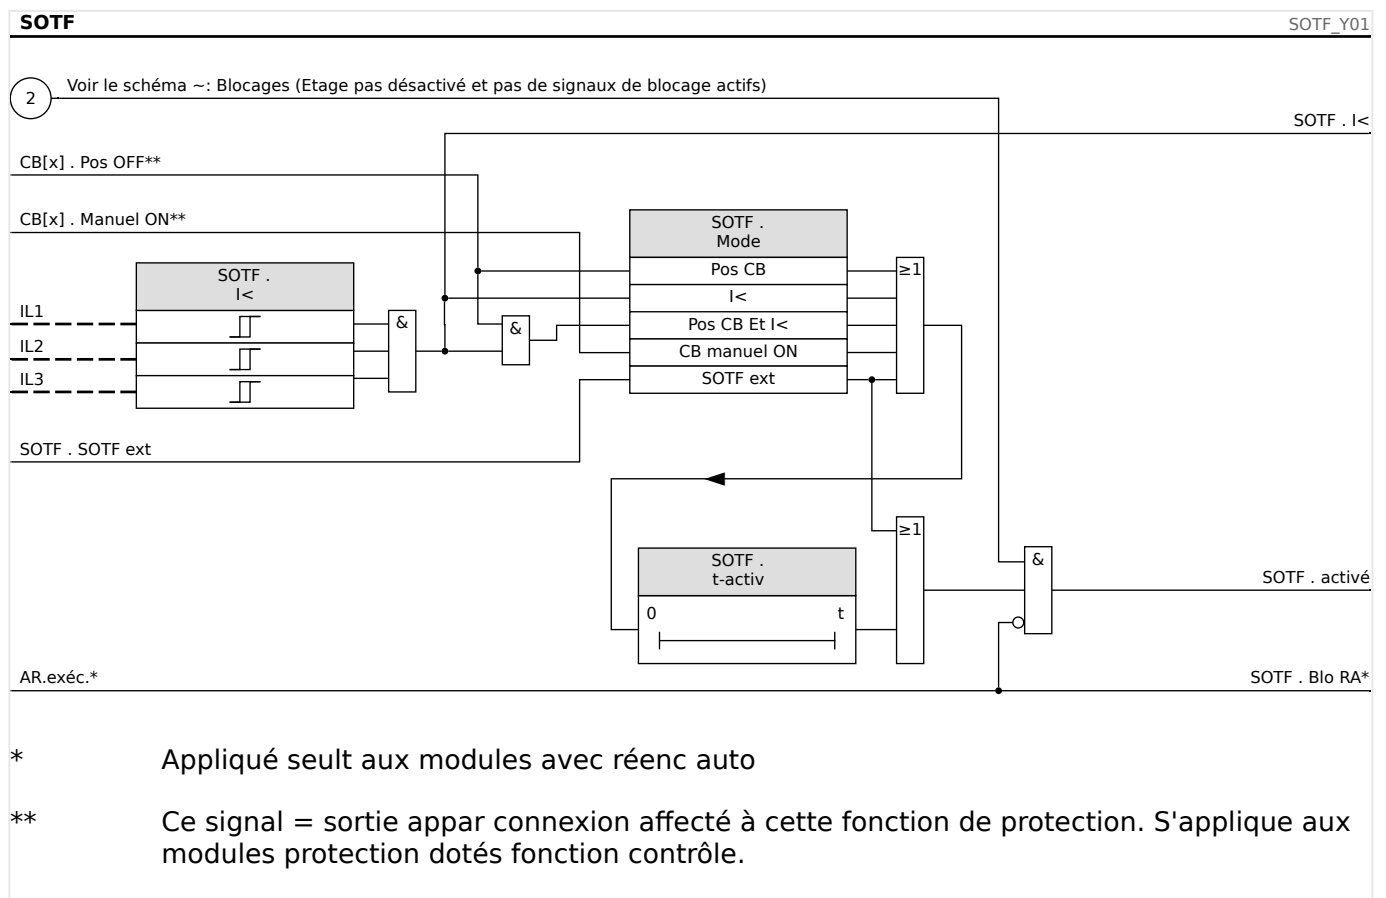 SOTF
SOTF_Y01
2
Voir le schéma ~: Blocages (Etage pas désactivé et pas de signaux de blocage actifs)
SOTF . I<
CB[x] . Pos OFF**
CB[x] . Manuel ON**
SOTF .
Mode
Pos CB
I<
Pos CB Et I<
CB manuel ON
SOTF ext
≥1
SOTF .
I<
IL1
IL2
IL3
&
&
SOTF . SOTF ext
≥1
SOTF .
t-activ
0
t
&
SOTF . activé
AR.exéc.*
SOTF . Blo RA*
* Appliqué seult aux modules avec réenc auto
** Ce signal = sortie appar connexion affecté à cette fonction de protection. S'applique aux
modules protection dotés fonction contrôle.